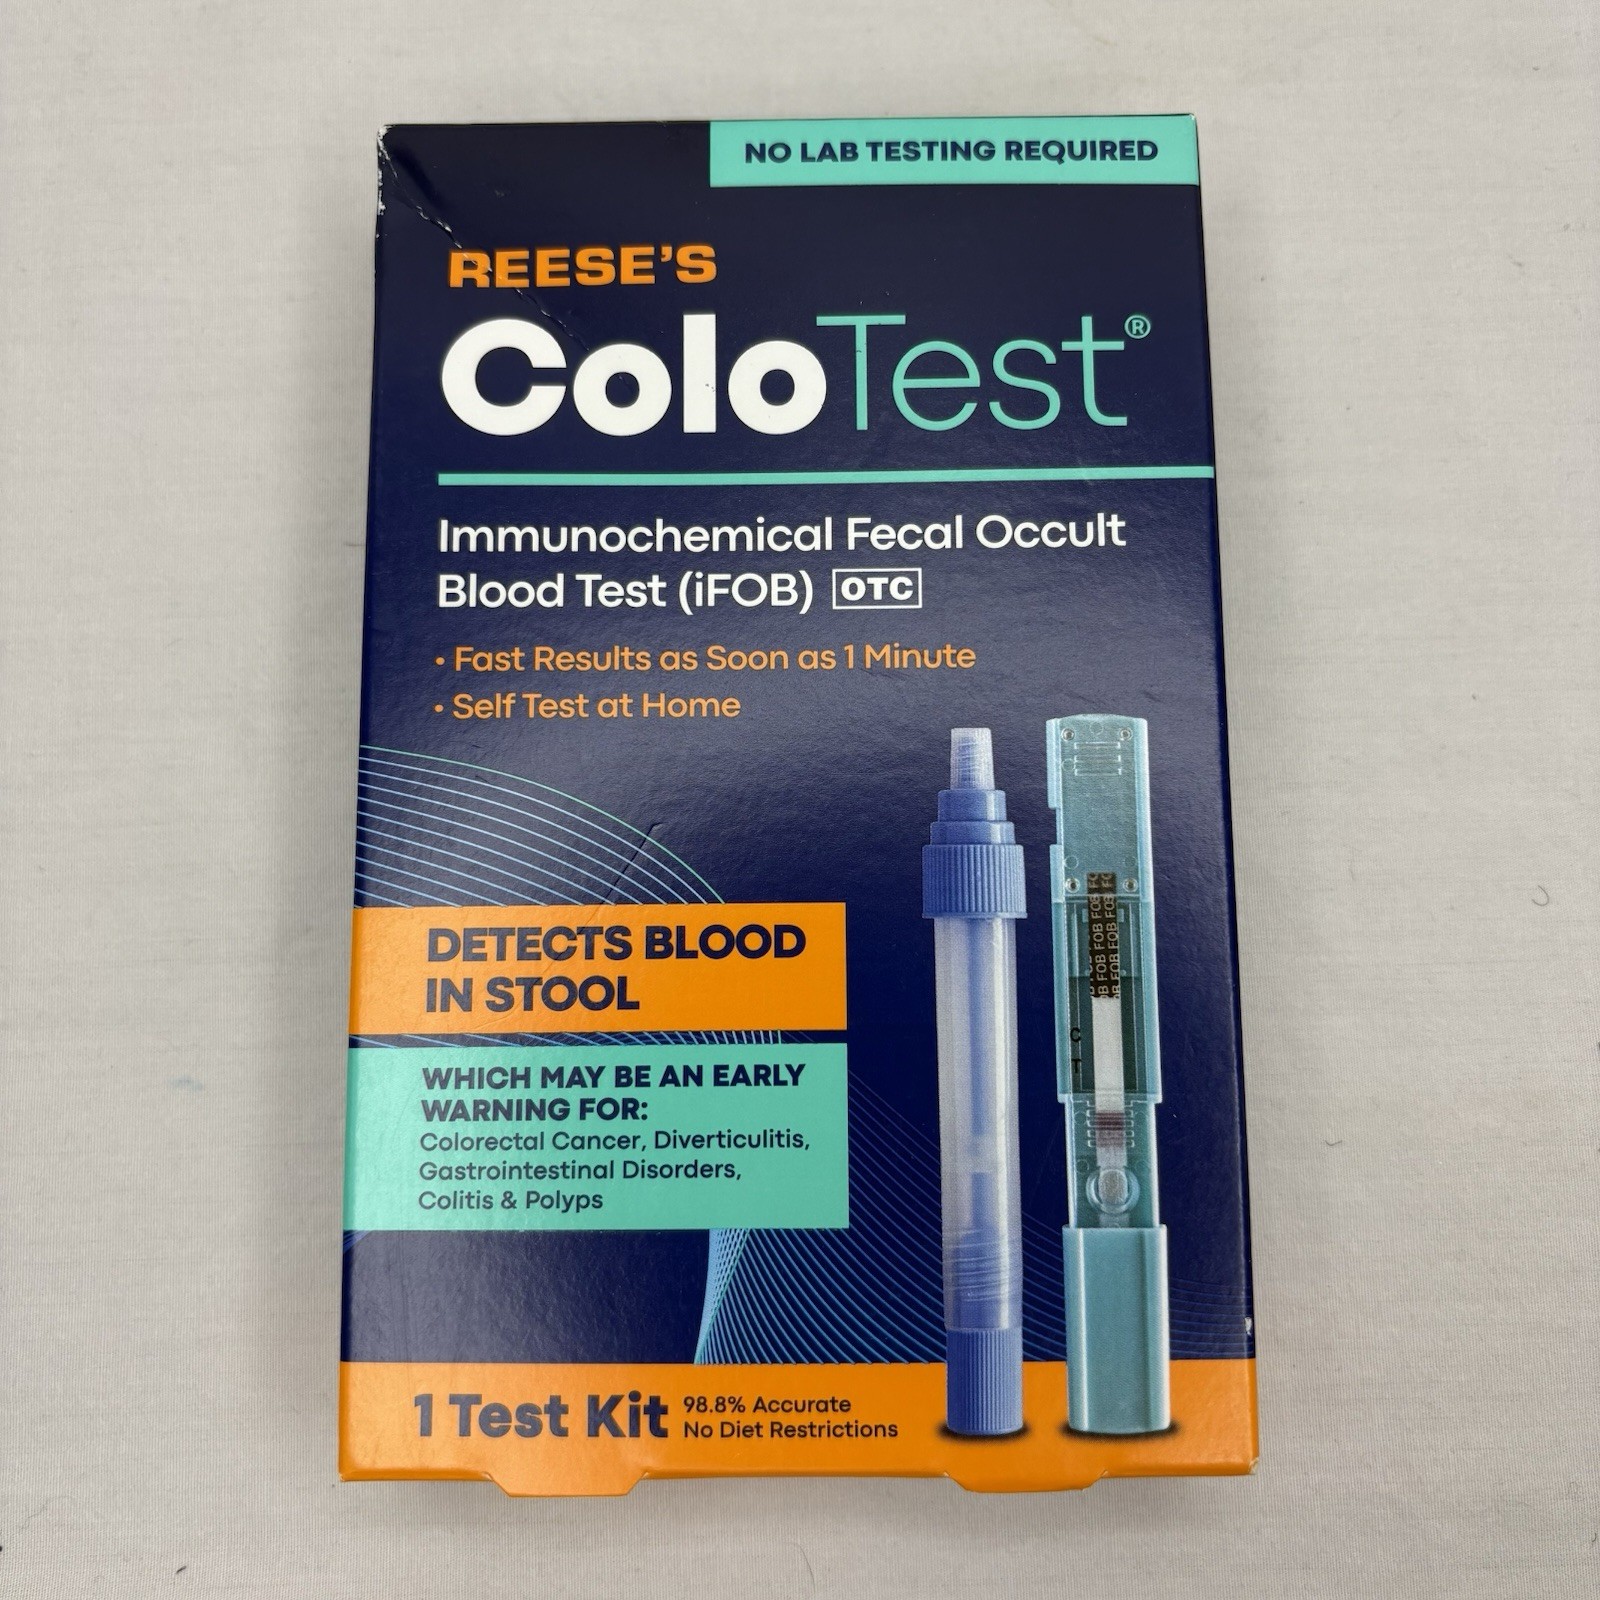 NO LAB TESTING REQUIRED
REESE'S
ColoTest®
Immunochemical Fecal Occult
Blood Test (iFOB) OTC
• Fast Results as Soon as 1 Minute
• Self Test at Home
DETECTS BLOOD
IN STOOL
WHICH MAY BE AN EARLY
WARNING FOR:
Colorectal Cancer, Diverticulitis,
Gastrointestinal Disorders,
Colitis & Polyps
1 Test Kit
98.8% Accurate
No Diet Restrictions
FOB FOB
C
T